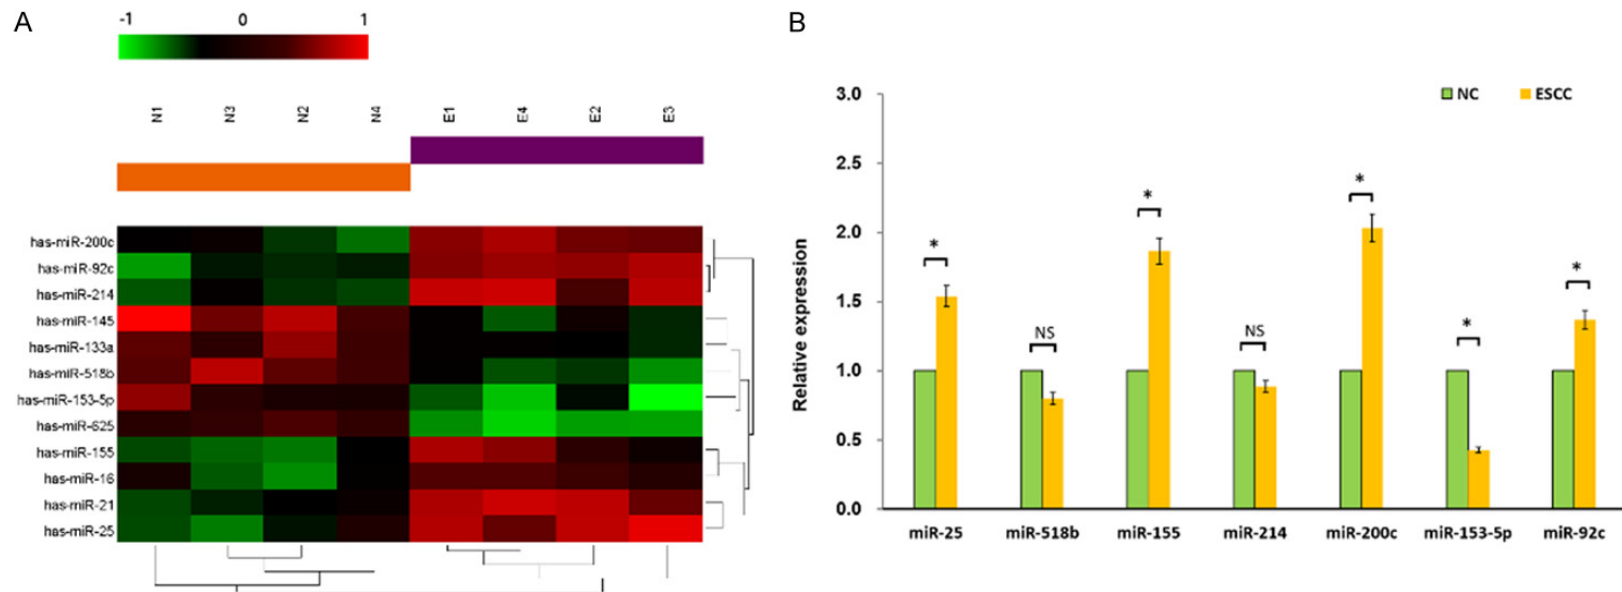 A
-1 0 1
N1 N3 N2 N4 E1 E4 E2 E3
has-miR-200c
has-miR-92c
has-miR-214
has-miR-145
has-miR-133a
has-miR-518b
has-miR-153-5p
has-miR-625
has-miR-155
has-miR-16
has-miR-21
has-miR-25
B
NC ESCC
Relative expression
3.0
2.5
2.0
1.5
1.0
0.5
0.0
* NS * NS * * *
miR-25 miR-518b miR-155 miR-214 miR-200c miR-153-5p miR-92c